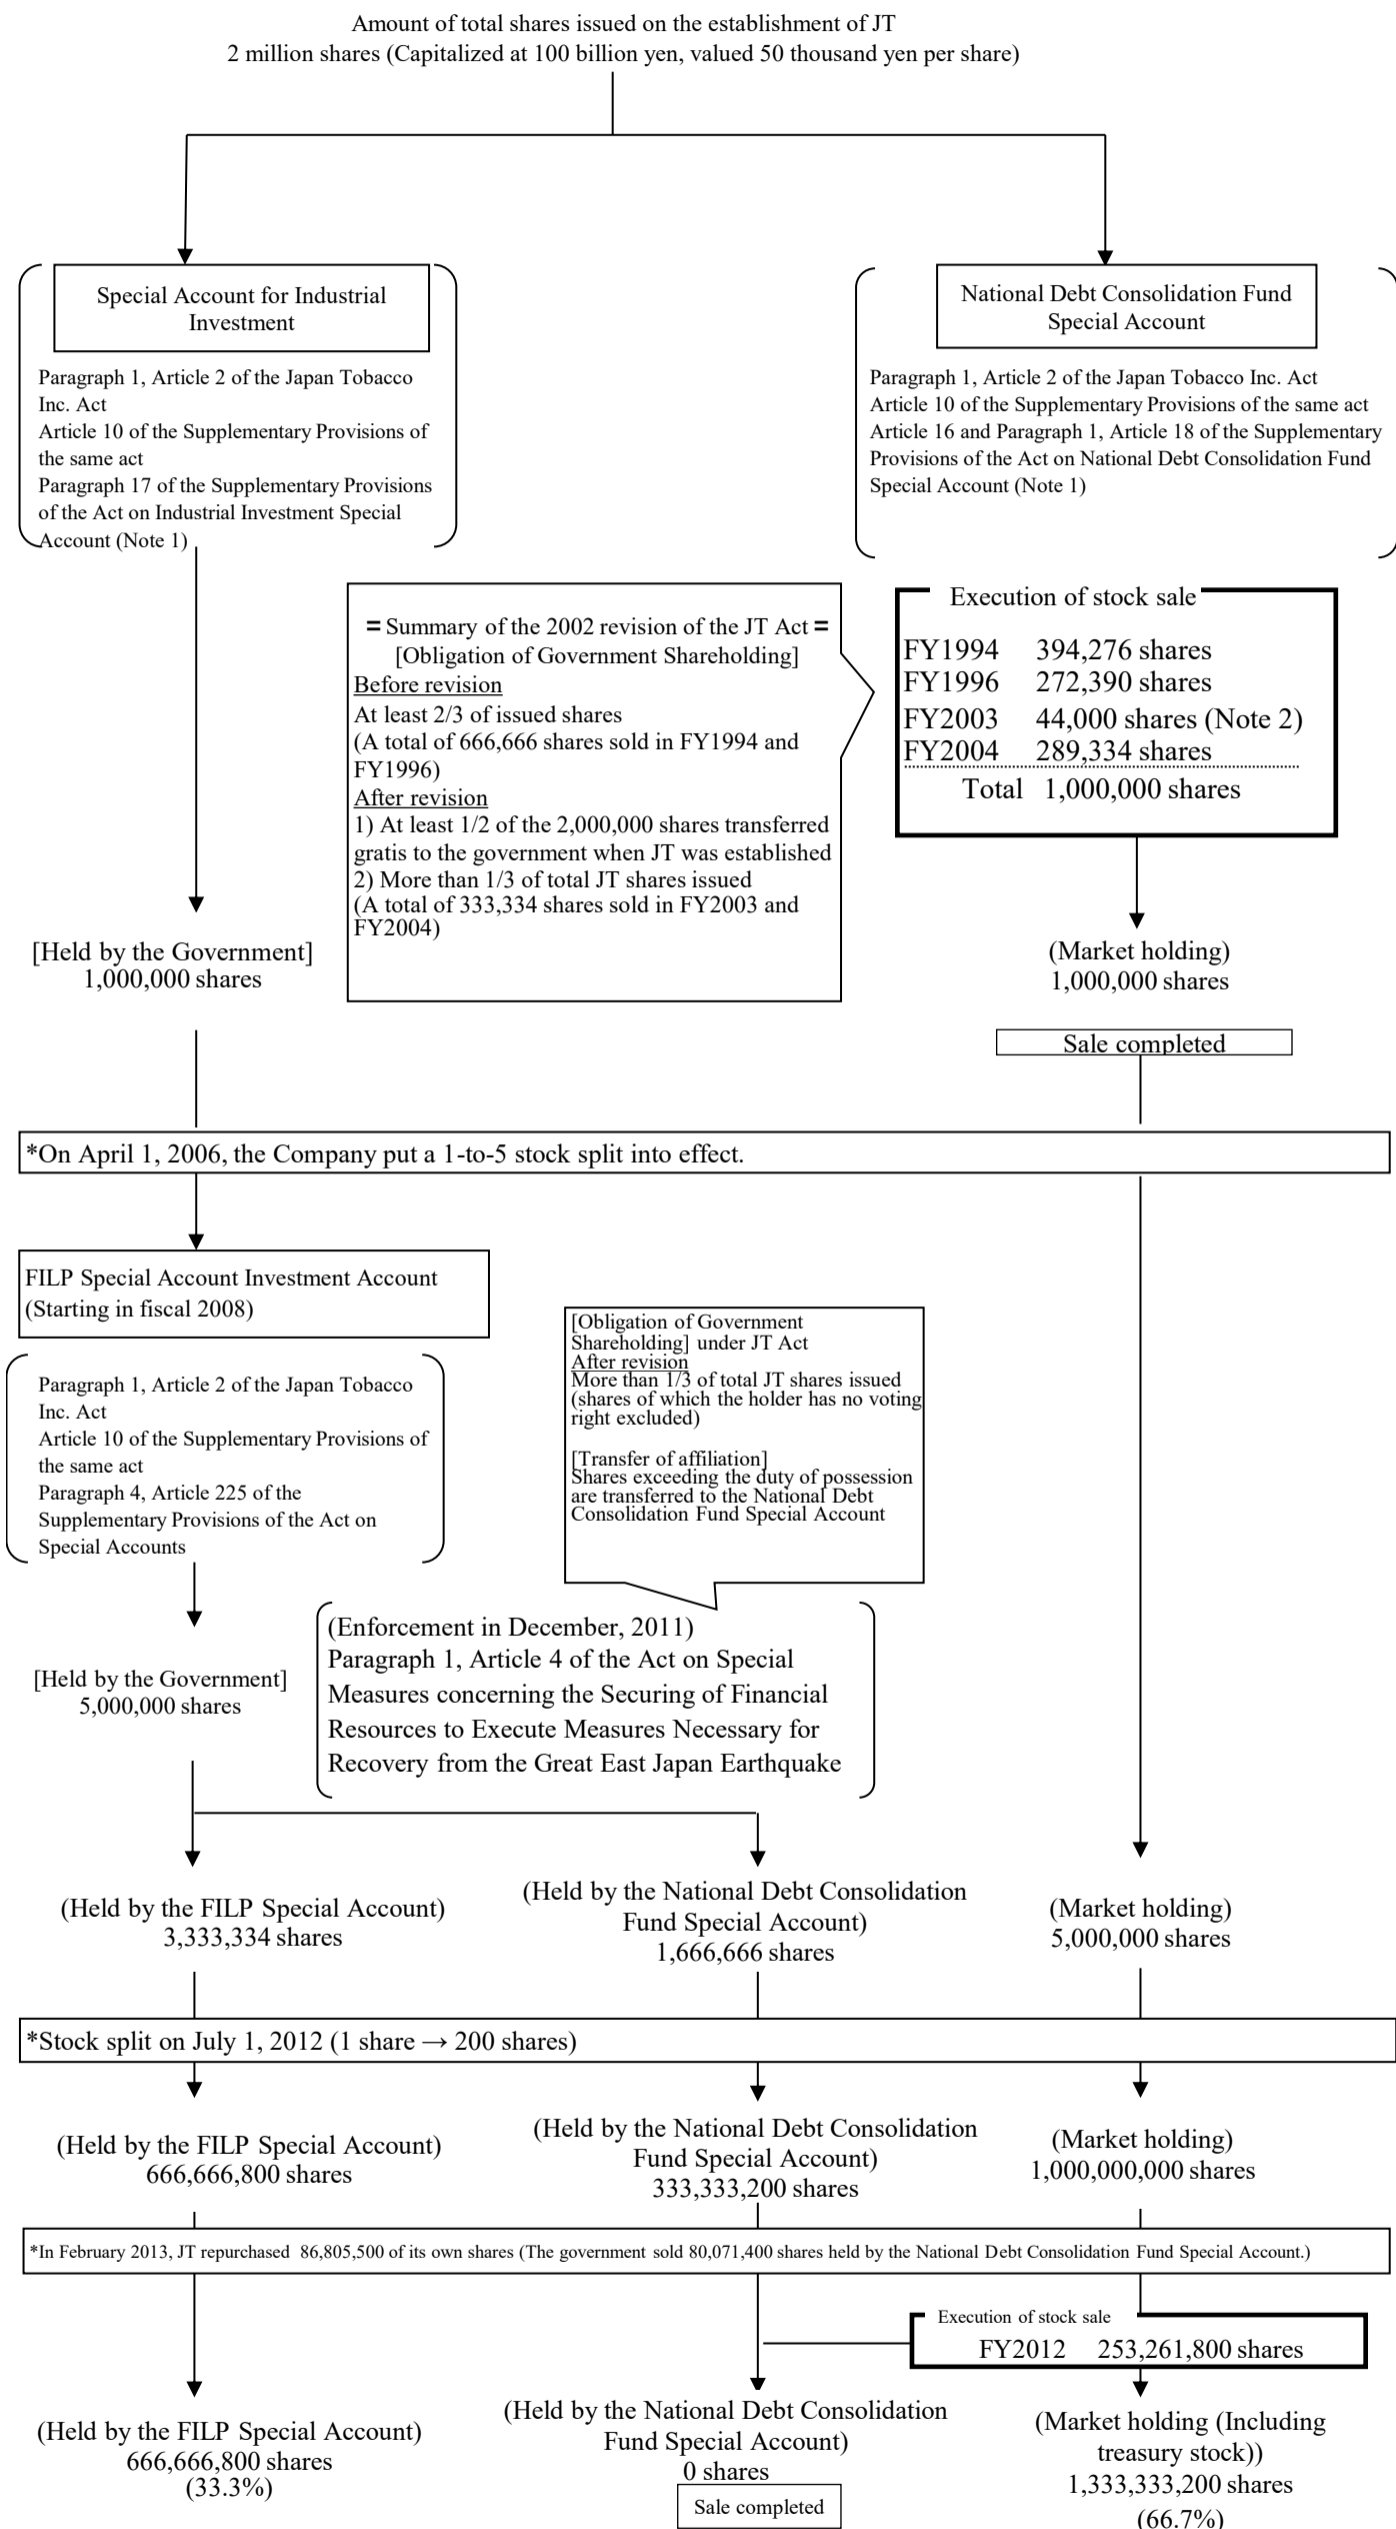 Amount of total shares issued on the establishment of JT
2 million shares (Capitalized at 100 billion yen, valued 50 thousand yen per share)
Special Account for Industrial
Investment
Paragraph 1, Article 2 of the Japan Tobacco
Inc. Act
Article 10 of the Supplementary Provisions of
the same act
Paragraph 17 of the Supplementary Provisions
of the Act on Industrial Investment Special
Account (Note 1)
National Debt Consolidation Fund
Special Account
Paragraph 1, Article 2 of the Japan Tobacco Inc. Act
Article 10 of the Supplementary Provisions of the same act
Article 16 and Paragraph 1, Article 18 of the Supplementary
Provisions of the Act on National Debt Consolidation Fund
Special Account (Note 1)
= Summary of the 2002 revision of the JT Act =
[Obligation of Government Shareholding]
Before revision
At least 2/3 of issued shares
(A total of 666,666 shares sold in FY1994 and
FY1996)
After revision
1) At least 1/2 of the 2,000,000 shares transferred
gratis to the government when JT was established
2) More than 1/3 of total JT shares issued
(A total of 333,334 shares sold in FY2003 and
FY2004)
Execution of stock sale
FY1994 394,276 shares
FY1996 272,390 shares
FY2003 44,000 shares (Note 2)
FY2004 289,334 shares
Total 1,000,000 shares
[Held by the Government]
1,000,000 shares
(Market holding)
1,000,000 shares
Sale completed
*On April 1, 2006, the Company put a 1-to-5 stock split into effect.
FILP Special Account Investment Account
(Starting in fiscal 2008)
Paragraph 1, Article 2 of the Japan Tobacco
Inc. Act
Article 10 of the Supplementary Provisions of
the same act
Paragraph 4, Article 225 of the
Supplementary Provisions of the Act on
Special Accounts
[Obligation of Government
Shareholding] under JT Act
After revision
More than 1/3 of total JT shares issued
(shares of which the holder has no voting
right excluded)
[Transfer of affiliation]
Shares exceeding the duty of possession
are transferred to the National Debt
Consolidation Fund Special Account
[Held by the Government]
5,000,000 shares
(Enforcement in December, 2011)
Paragraph 1, Article 4 of the Act on Special
Measures concerning the Securing of Financial
Resources to Execute Measures Necessary for
Recovery from the Great East Japan Earthquake
(Held by the FILP Special Account)
3,333,334 shares
(Held by the National Debt Consolidation
Fund Special Account)
1,666,666 shares
(Market holding)
5,000,000 shares
*Stock split on July 1, 2012 (1 share → 200 shares)
(Held by the FILP Special Account)
666,666,800 shares
(Held by the National Debt Consolidation
Fund Special Account)
333,333,200 shares
(Market holding)
1,000,000,000 shares
*In February 2013, JT repurchased 86,805,500 of its own shares (The government sold 80,071,400 shares held by the National Debt Consolidation Fund Special Account.)
Execution of stock sale
FY2012 253,261,800 shares
(Held by the FILP Special Account)
666,666,800 shares
(33.3%)
(Held by the National Debt Consolidation
Fund Special Account)
0 shares
Sale completed
(Market holding (Including
treasury stock))
1,333,333,200 shares
(66.7%)